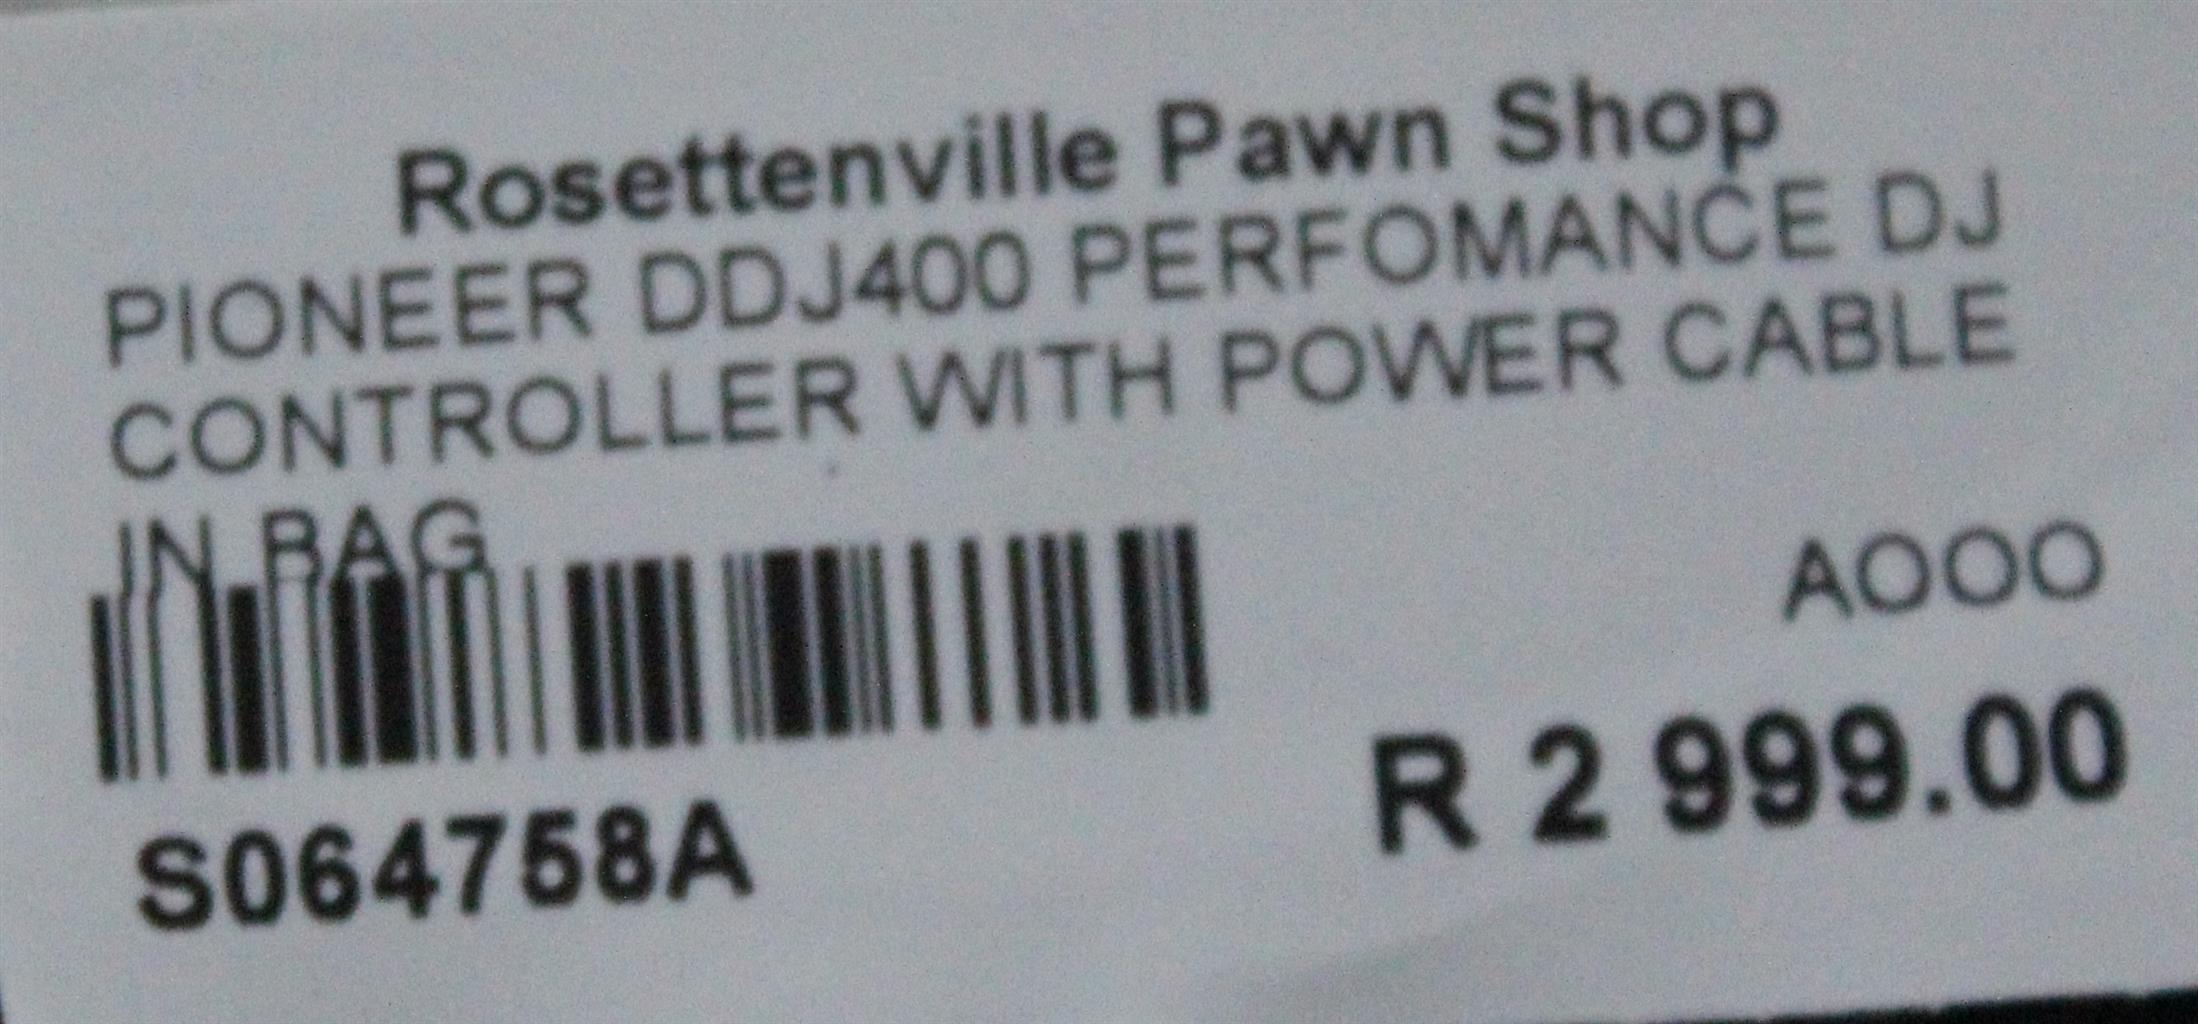 Rosettenville Pawn Shop
PIONEER DDJ400 PERFOMANCE DJ
CONTROLLER WITH POWER CABLE
IN BAG
AOOO
R 2 999.00
S064758A